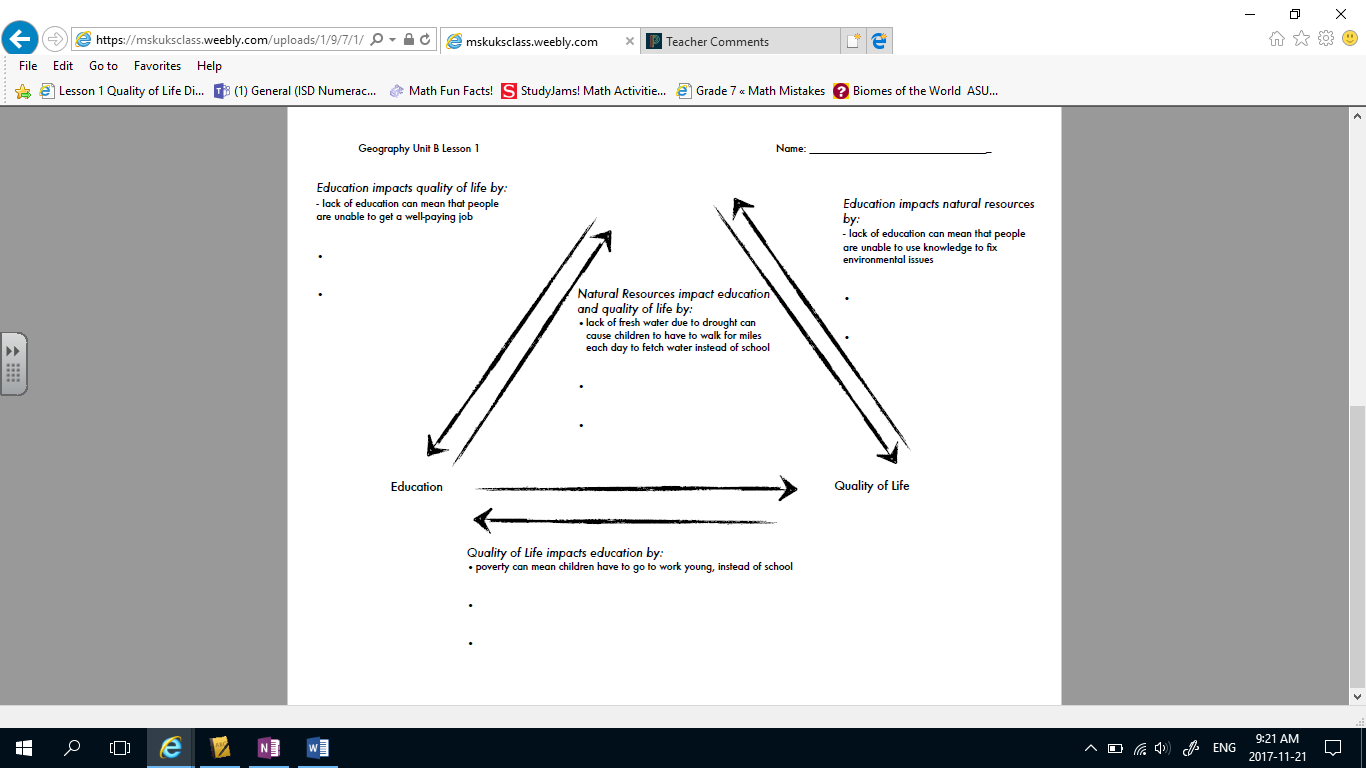 https://mskuksclass.weebly.com/uploads/1/9/7/1/
mskuksclass.weebly.com
Teacher Comments
File Edit Go to Favorites Help
Lesson 1 Quality of Life Di...
(1) General (ISD Numerac...
Math Fun Facts!
StudyJams! Math Activitie...
Grade 7 « Math Mistakes
Biomes of the World ASU...
Geography Unit B Lesson 1
Name: ______________________________
Education impacts quality of life by:
- lack of education can mean that people
are unable to get a well-paying job
•
•
Education impacts natural resources
by:
- lack of education can mean that people
are unable to use knowledge to fix
environmental issues
•
•
Natural Resources impact education
and quality of life by:
• lack of fresh water due to drought can
cause children to have to walk for miles
each day to fetch water instead of school
•
•
Education
Quality of Life
Quality of Life impacts education by:
• poverty can mean children have to go to work young, instead of school
•
•
ENG
9:21 AM
2017-11-21